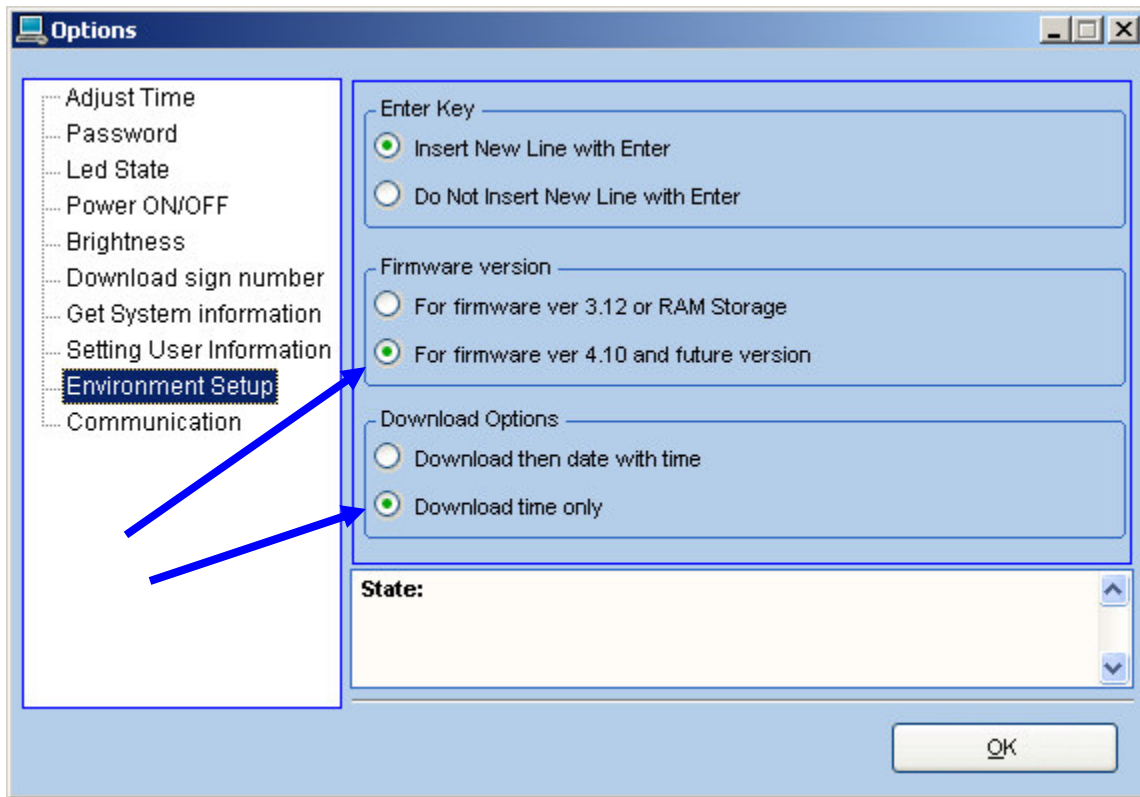 Options
Adjust Time
Password
Led State
Power ON/OFF
Brightness
Download sign number
Get System information
Setting User Information
Environment Setup
Communication
Enter Key
Insert New Line with Enter
Do Not Insert New Line with Enter
Firmware version
For firmware ver 3.12 or RAM Storage
For firmware ver 4.10 and future version
Download Options
Download then date with time
Download time only
State:
OK